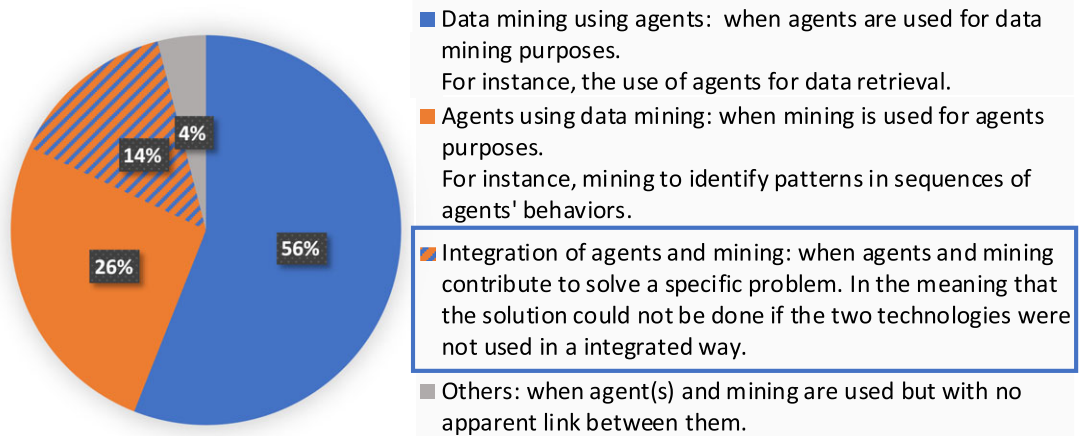 4%
14%
56%
26%
Data mining using agents: when agents are used for data
mining purposes.
For instance, the use of agents for data retrieval.
Agents using data mining: when mining is used for agents
purposes.
For instance, mining to identify patterns in sequences of
agents' behaviors.
Integration of agents and mining: when agents and mining
contribute to solve a specific problem. In the meaning that
the solution could not be done if the two technologies were
not used in a integrated way.
Others: when agent(s) and mining are used but with no
apparent link between them.